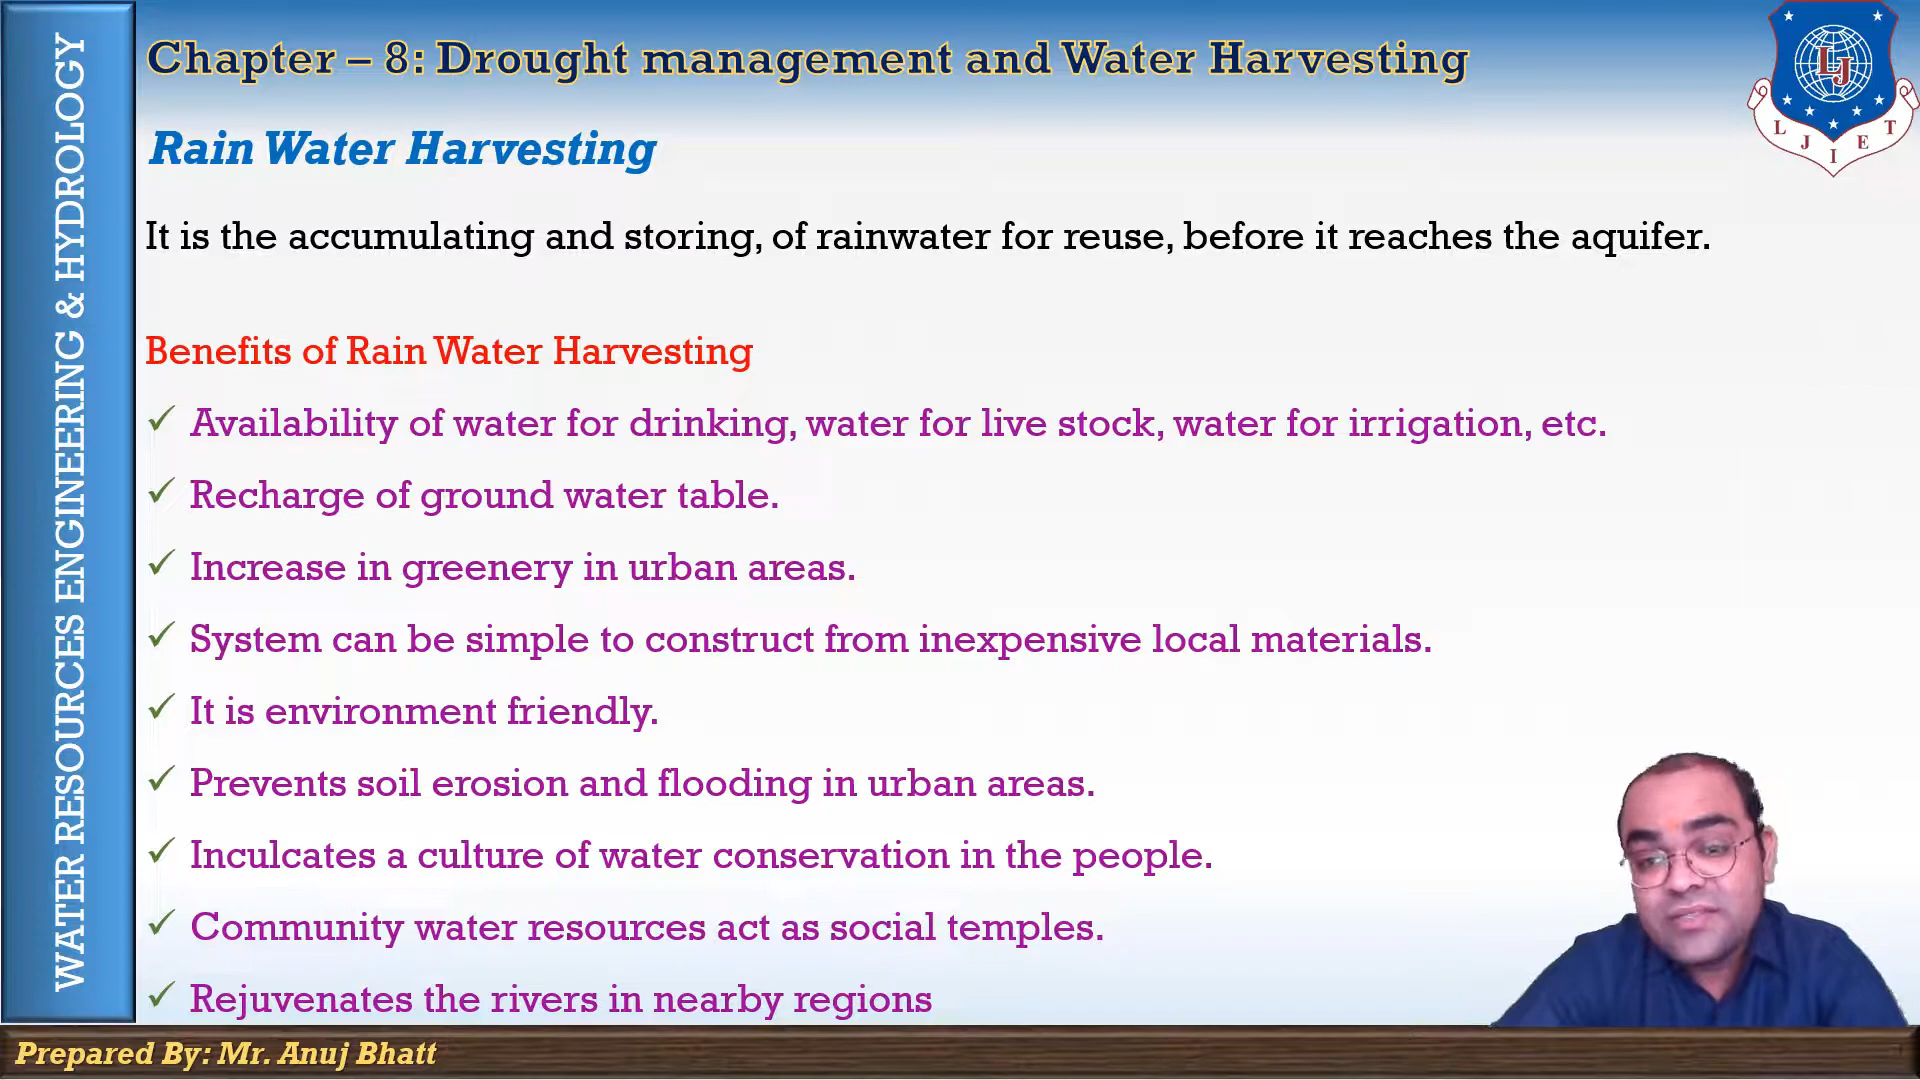 WATER RESOURCES ENGINEERING & HYDROLOGY
Chapter – 8: Drought management and Water Harvesting
LJ
L J I E T
Rain Water Harvesting
It is the accumulating and storing, of rainwater for reuse, before it reaches the aquifer.
Benefits of Rain Water Harvesting
✓ Availability of water for drinking, water for live stock, water for irrigation, etc.
✓ Recharge of ground water table.
✓ Increase in greenery in urban areas.
✓ System can be simple to construct from inexpensive local materials.
✓ It is environment friendly.
✓ Prevents soil erosion and flooding in urban areas.
✓ Inculcates a culture of water conservation in the people.
✓ Community water resources act as social temples.
✓ Rejuvenates the rivers in nearby regions
Prepared By: Mr. Anuj Bhatt